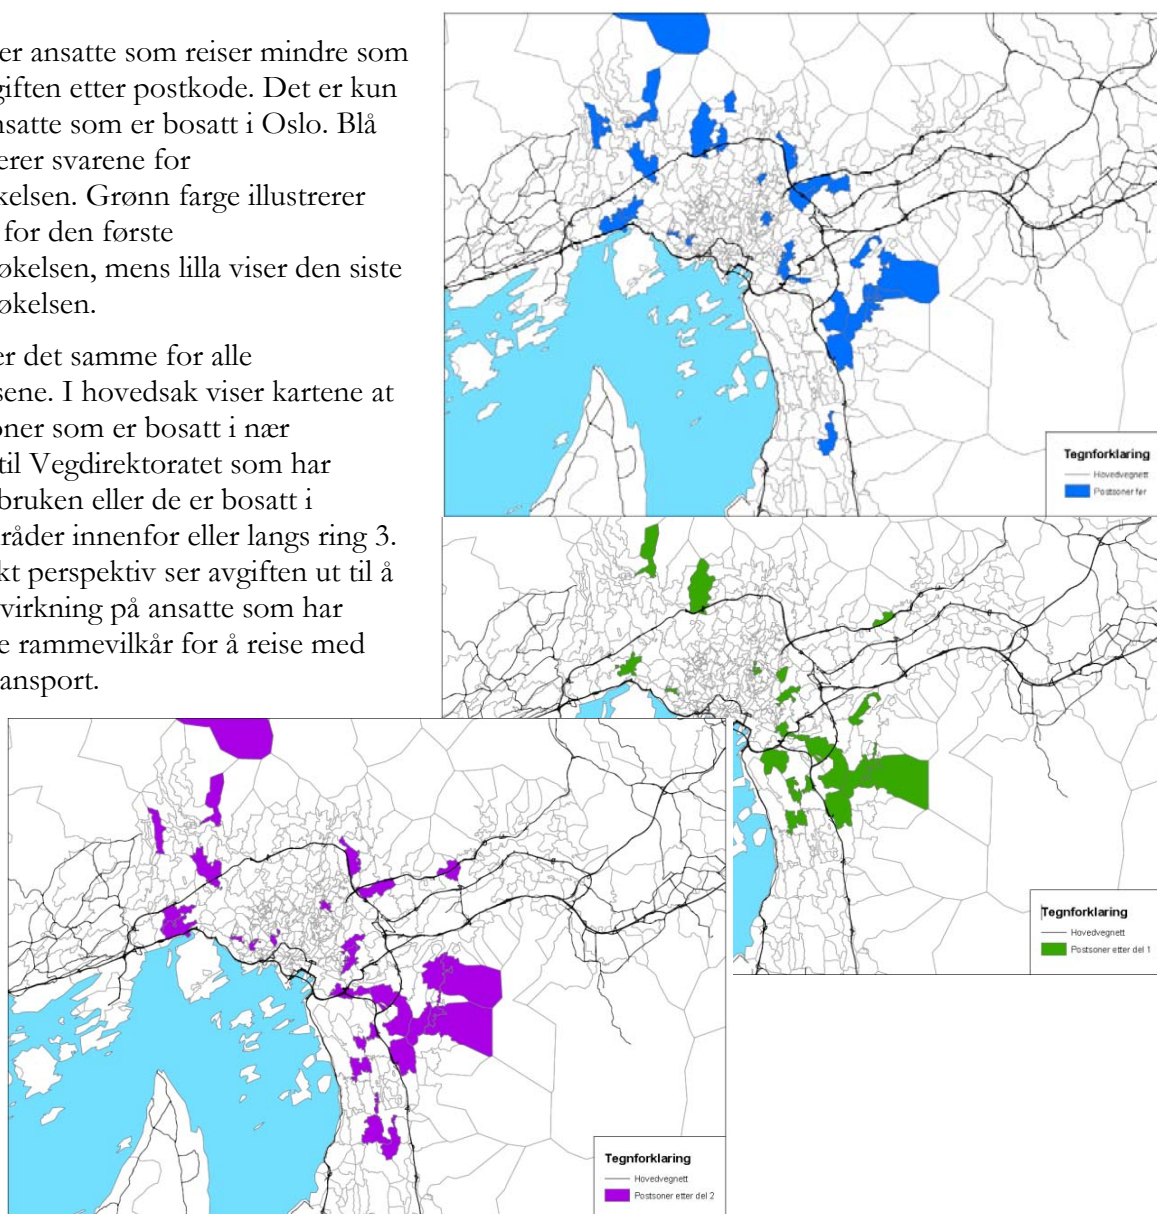 er ansatte som reiser mindre som
giften etter postkode. Det er kun
nsatte som er bosatt i Oslo. Blå
erer svarene for
kelsen. Grønn farge illustrerer
for den første
økelsen, mens lilla viser den siste
økelsen.
er det samme for alle
sene. I hovedsak viser kartene at
oner som er bosatt i nær
til Vegdirektoratet som har
bruken eller de er bosatt i
råder innenfor eller langs ring 3.
kt perspektiv ser avgiften ut til å
virkning på ansatte som har
e rammevilkår for å reise med
ansport.
Tegnforklaring
Hovedvegnett
Postsoner før
Tegnforklaring
Hovedvegnett
Postsoner etter del 1
Tegnforklaring
Hovedvegnett
Postsoner etter del 2